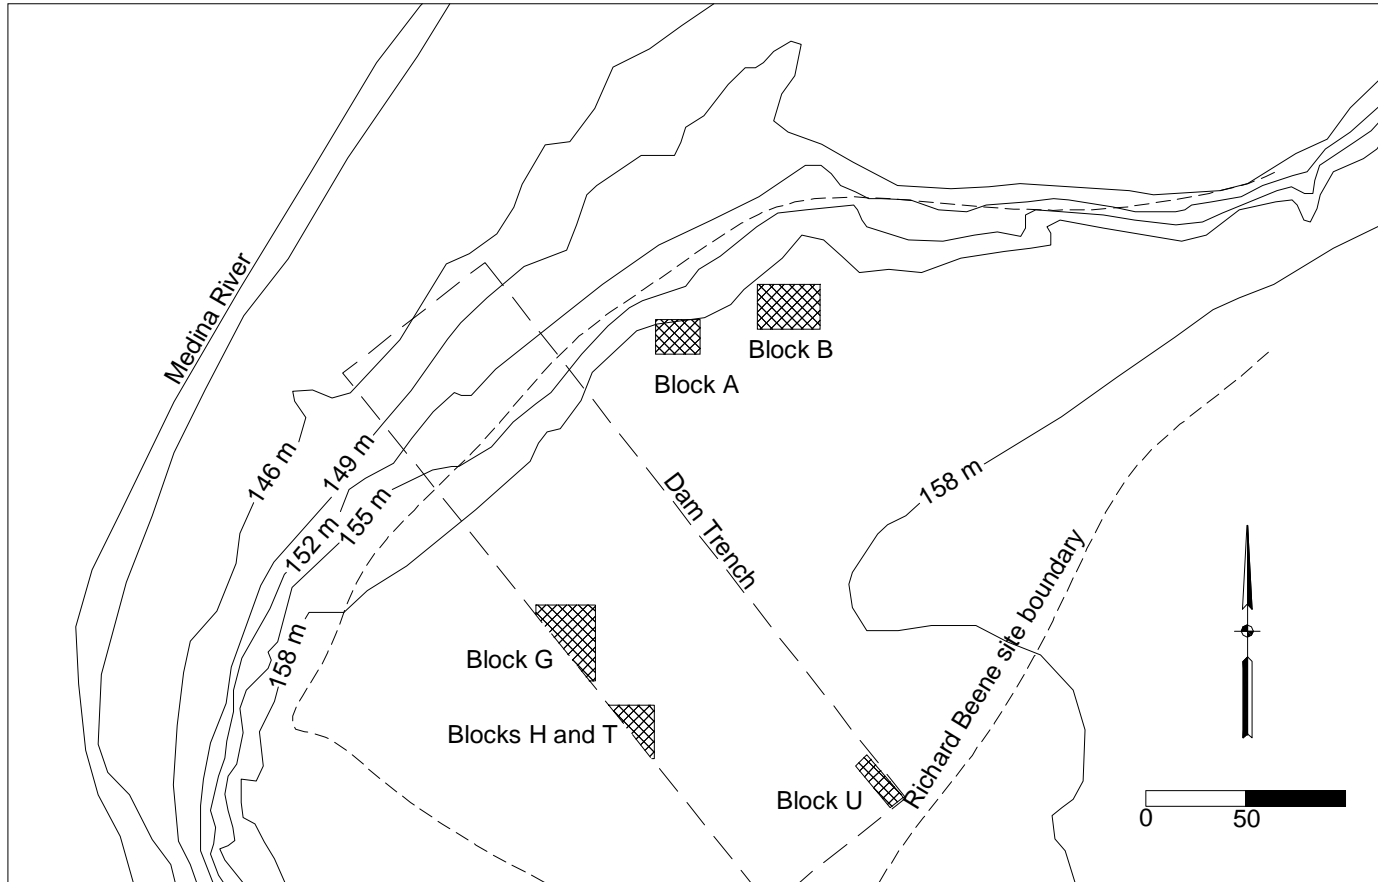 Medina River
Block B
Block A
146 m
149 m
152 m
155 m
158 m
Dam Trench
158 m
Richard Beene site boundary
Block G
Blocks H and T
Block U
0
50